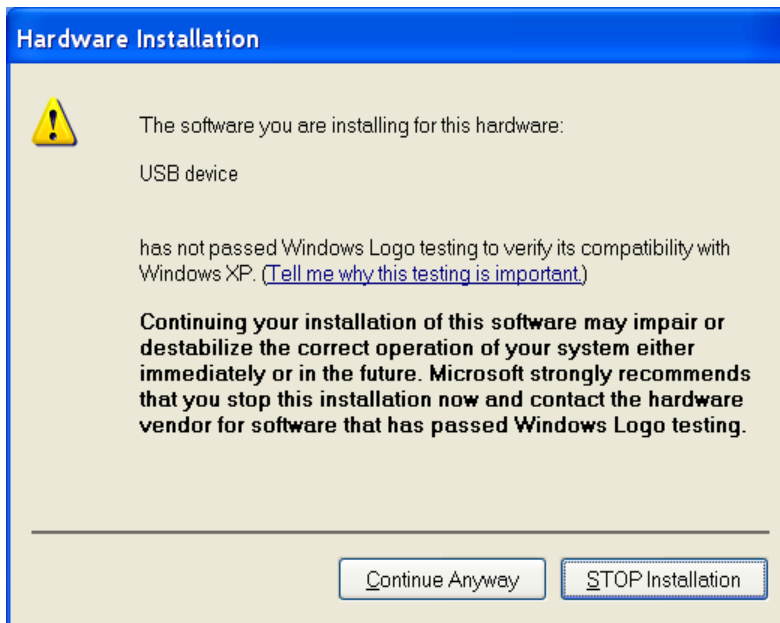 Hardware Installation
The software you are installing for this hardware:
USB device
has not passed Windows Logo testing to verify its compatibility with
Windows XP. (Tell me why this testing is important.)
Continuing your installation of this software may impair or
destabilize the correct operation of your system either
immediately or in the future. Microsoft strongly recommends
that you stop this installation now and contact the hardware
vendor for software that has passed Windows Logo testing.
Continue Anyway
STOP Installation